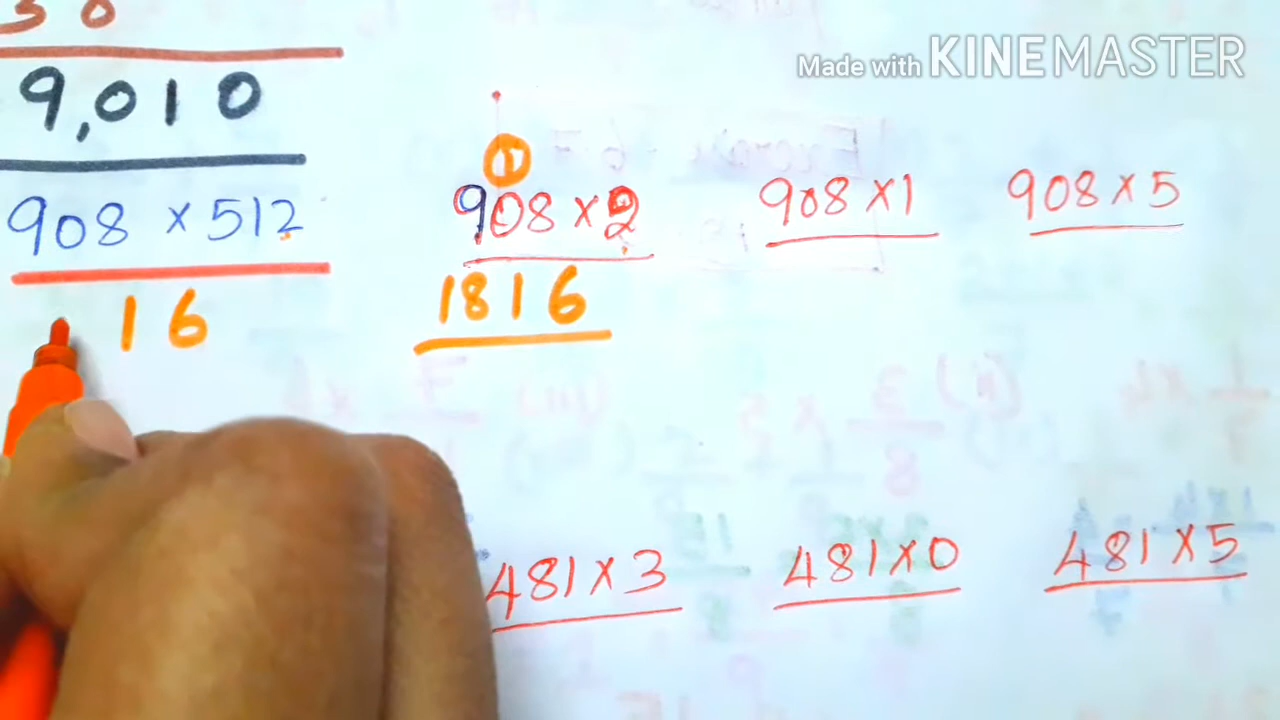 Made with KINEMASTER
30
9,010
908 × 512
16
①
908 × 2
1816
908 × 1
908 × 5
481 × 3
481 × 0
481 × 5